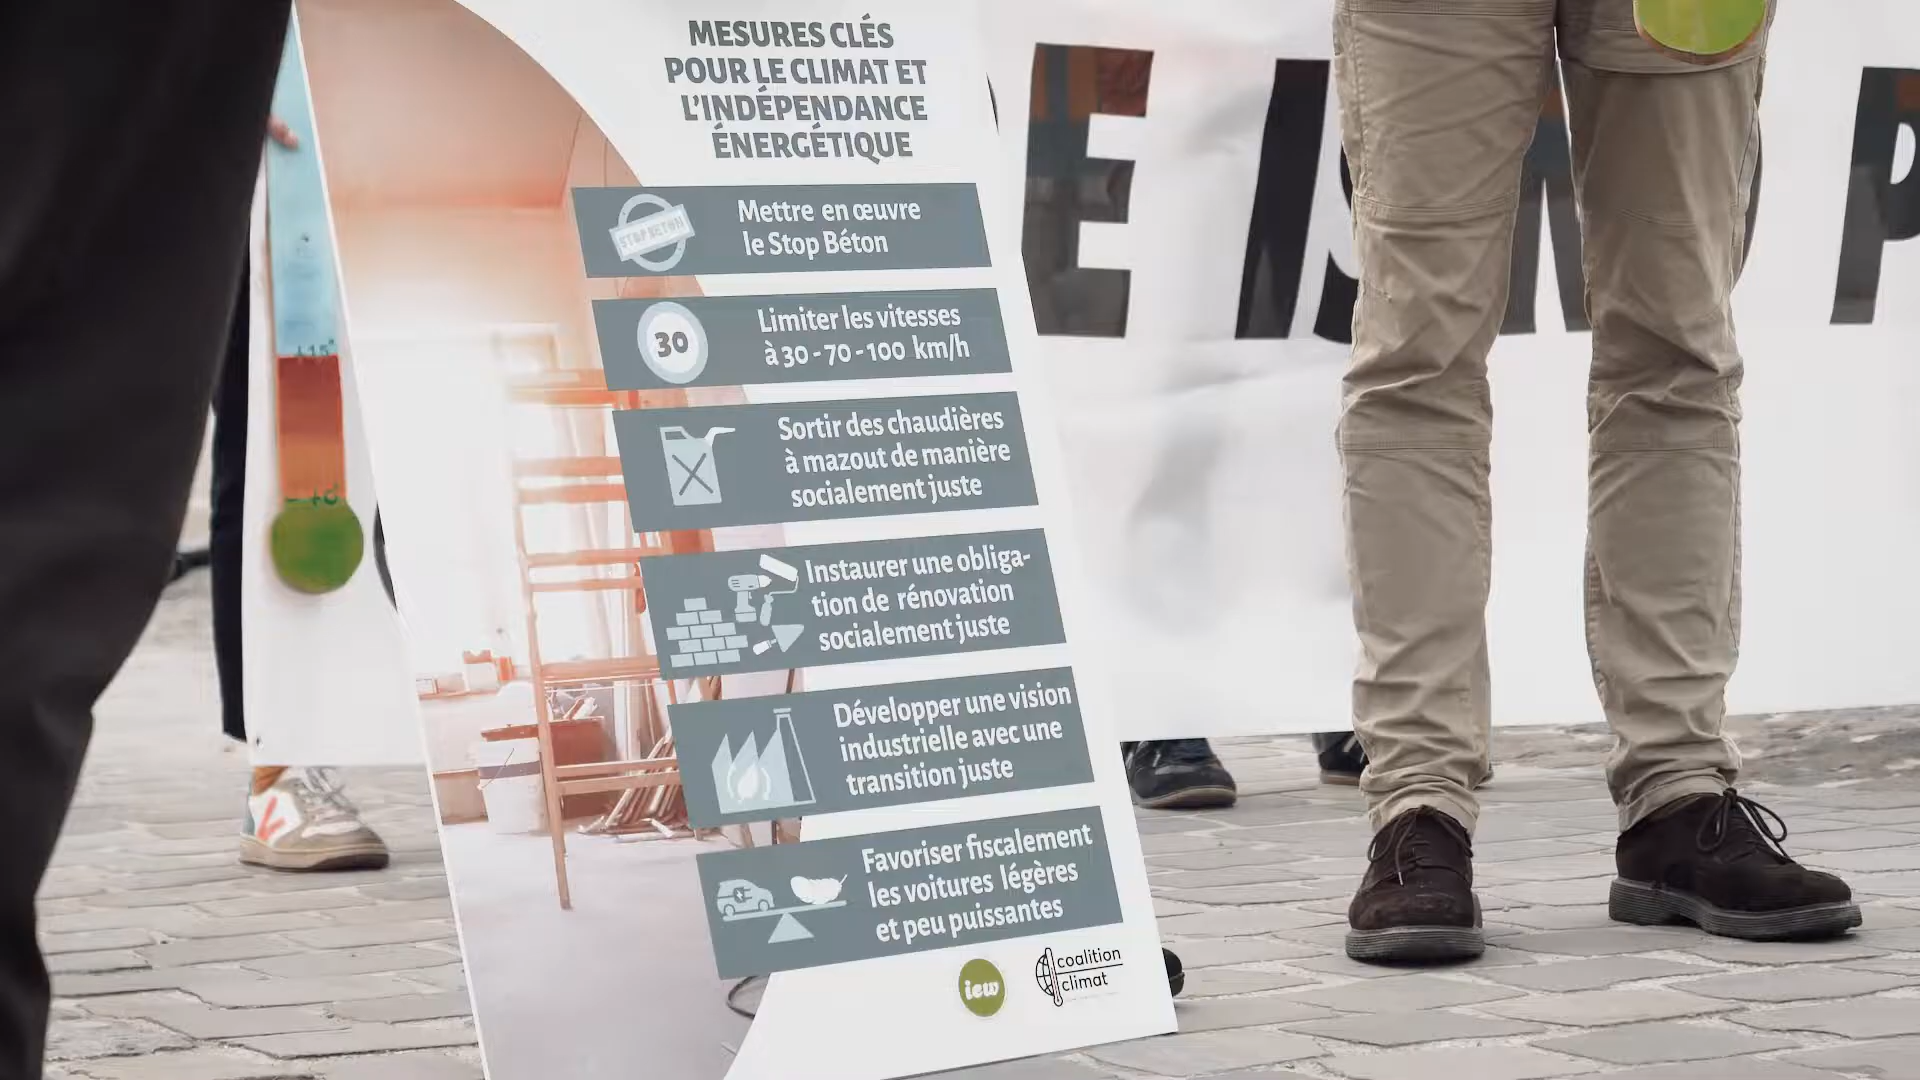 MESURES CLÉS
POUR LE CLIMAT ET
L'INDÉPENDANCE
ÉNERGÉTIQUE
STOP BETON
Mettre en œuvre
le Stop Béton
30
Limiter les vitesses
à 30 - 70 - 100 km/h
Sortir des chaudières
à mazout de manière
socialement juste
Instaurer une obliga-
tion de rénovation
socialement juste
Développer une vision
industrielle avec une
transition juste
Favoriser fiscalement
les voitures légères
et peu puissantes
iew
coalition
climat